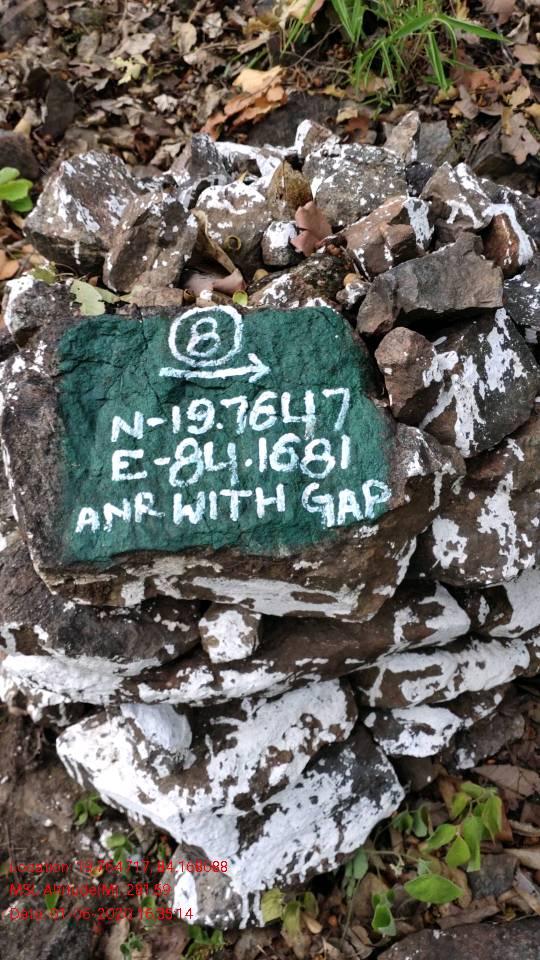 8
N-19.7647
E-84.1681
ANR WITH GAP
Location: 19.764717, 84.168088
MSL Altitude(M): 281.59
Date: 01-06-2020 16:35:14